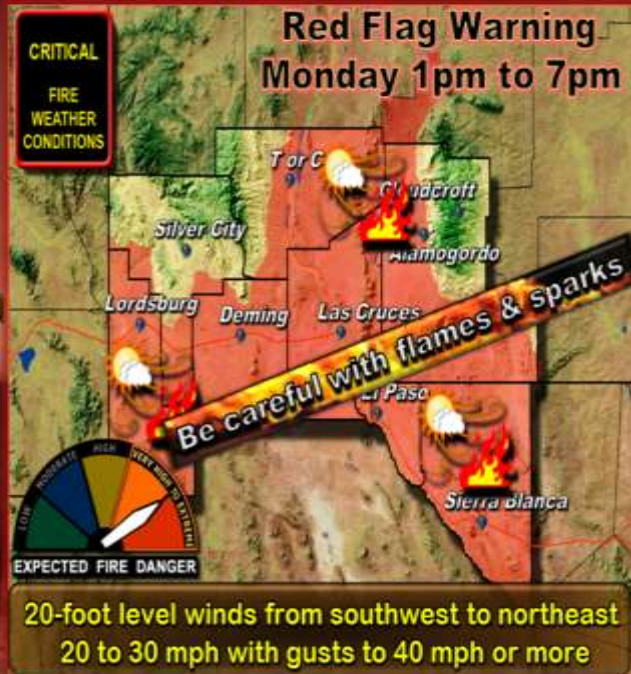 Red Flag Warning
Monday 1pm to 7pm
CRITICAL
FIRE
WEATHER
CONDITIONS
T or C
Cloudcroft
Silver City
Alamogordo
Lordsburg
Deming
Las Cruces
Be careful with flames & sparks
El Paso
Sierra Blanca
LOW
MODERATE
HIGH
VERY HIGH TO EXTREME
EXPECTED FIRE DANGER
20-foot level winds from southwest to northeast
20 to 30 mph with gusts to 40 mph or more